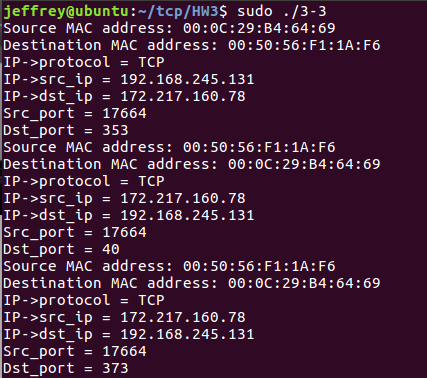 jeffrey@ubuntu:~/tcp/HW3$ sudo ./3-3
Source MAC address: 00:0C:29:B4:64:69
Destination MAC address: 00:50:56:F1:1A:F6
IP->protocol = TCP
IP->src_ip = 192.168.245.131
IP->dst_ip = 172.217.160.78
Src_port = 17664
Dst_port = 353
Source MAC address: 00:50:56:F1:1A:F6
Destination MAC address: 00:0C:29:B4:64:69
IP->protocol = TCP
IP->src_ip = 172.217.160.78
IP->dst_ip = 192.168.245.131
Src_port = 17664
Dst_port = 40
Source MAC address: 00:50:56:F1:1A:F6
Destination MAC address: 00:0C:29:B4:64:69
IP->protocol = TCP
IP->src_ip = 172.217.160.78
IP->dst_ip = 192.168.245.131
Src_port = 17664
Dst_port = 373